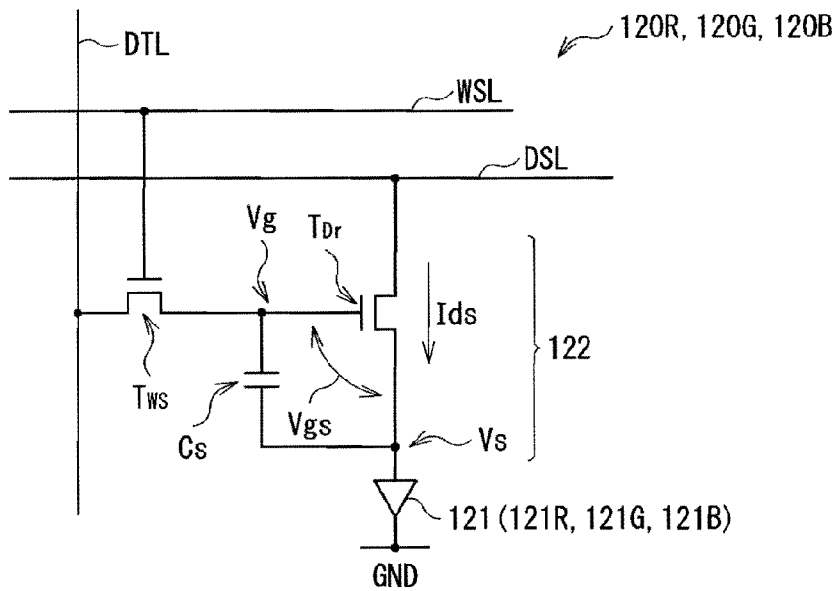 120R, 120G, 120B
DTL
WSL
DSL
Vg
TDr
Ids
122
TWS
Vgs
Cs
Vs
121 (121R, 121G, 121B)
GND